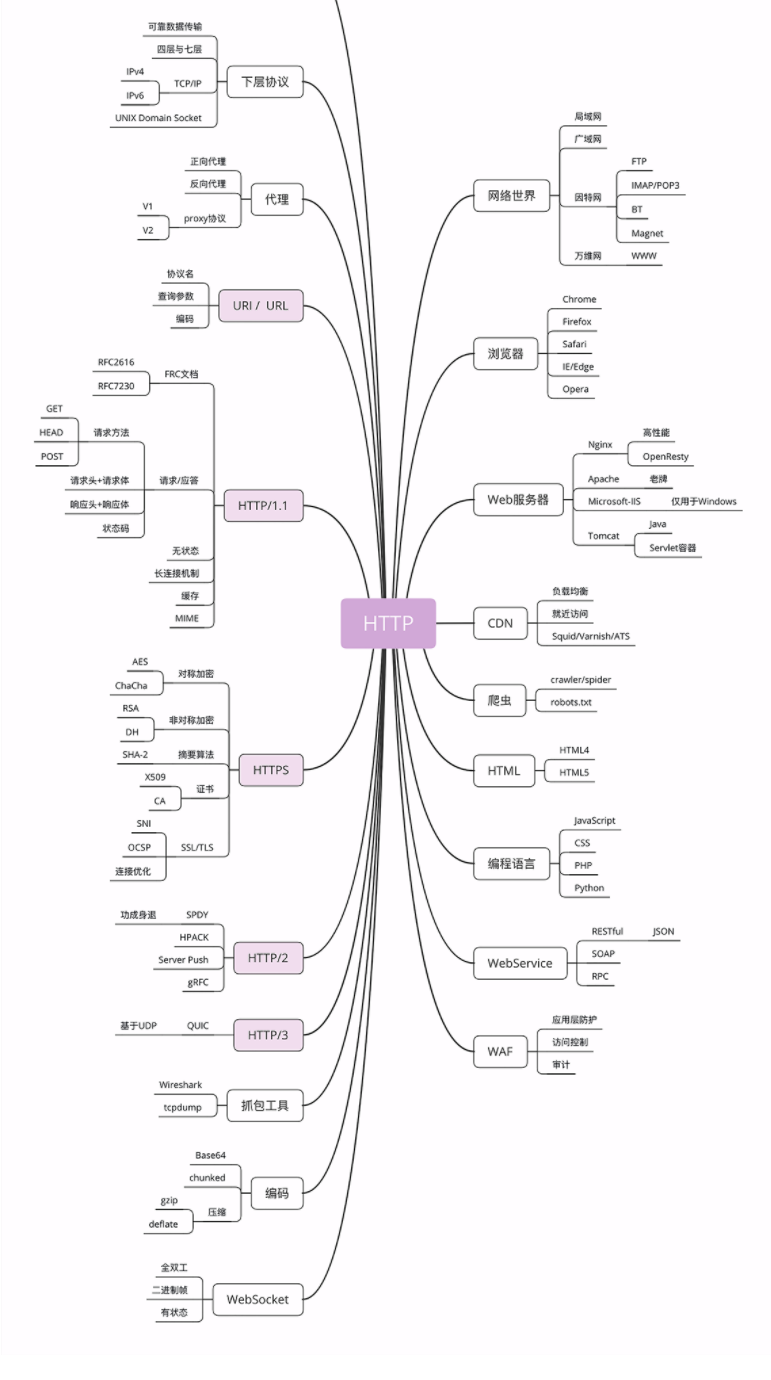 HTTP
下层协议
可靠数据传输
四层与七层
TCP/IP
IPv4
IPv6
UNIX Domain Socket
代理
正向代理
反向代理
proxy协议
V1
V2
URI / URL
协议名
查询参数
编码
HTTP/1.1
FRC文档
RFC2616
RFC7230
请求/应答
请求方法
GET
HEAD
POST
请求头+请求体
响应头+响应体
状态码
无状态
长连接机制
缓存
MIME
HTTPS
对称加密
AES
ChaCha
非对称加密
RSA
DH
摘要算法
SHA-2
证书
X509
CA
SSL/TLS
SNI
OCSP
连接优化
HTTP/2
SPDY
功成身退
HPACK
Server Push
gRFC
HTTP/3
QUIC
基于UDP
抓包工具
Wireshark
tcpdump
编码
Base64
chunked
压缩
gzip
deflate
WebSocket
全双工
二进制帧
有状态
网络世界
局域网
广域网
因特网
FTP
IMAP/POP3
BT
Magnet
万维网
WWW
浏览器
Chrome
Firefox
Safari
IE/Edge
Opera
Web服务器
Nginx
高性能
OpenResty
Apache
老牌
Microsoft-IIS
仅用于Windows
Tomcat
Java
Servlet容器
CDN
负载均衡
就近访问
Squid/Varnish/ATS
爬虫
crawler/spider
robots.txt
HTML
HTML4
HTML5
编程语言
JavaScript
CSS
PHP
Python
WebService
RESTful
JSON
SOAP
RPC
WAF
应用层防护
访问控制
审计